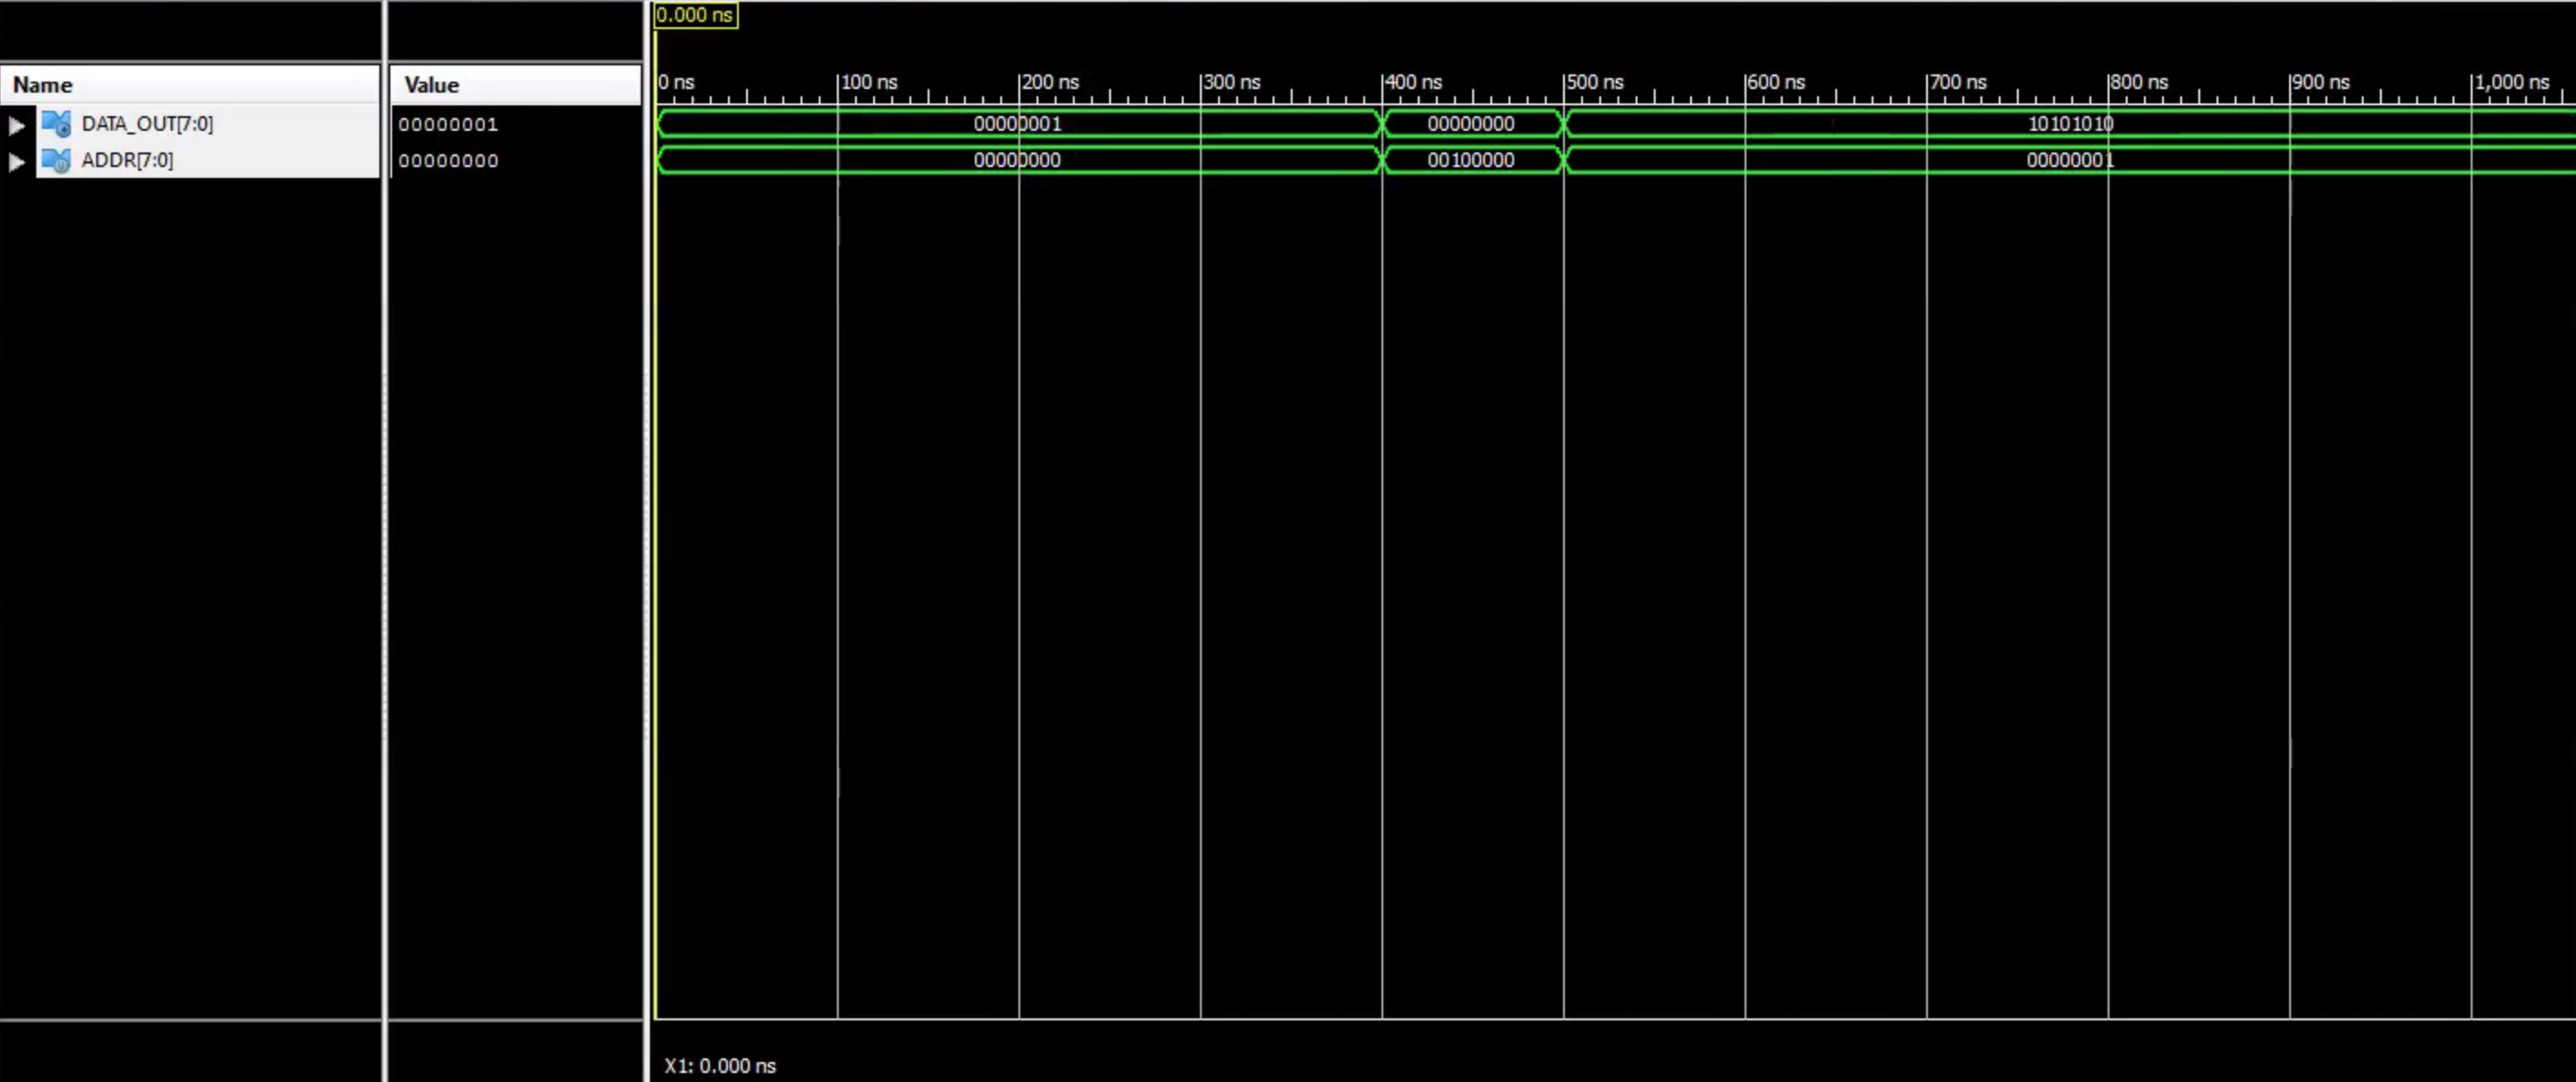 0.000 ns
Name Value 0 ns 100 ns 200 ns 300 ns 400 ns 500 ns 600 ns 700 ns 800 ns 900 ns 1,000 ns
DATA_OUT[7:0] 00000001 00000001 00000000 10101010
ADDR[7:0] 00000000 00000000 00100000 00000001
X1: 0.000 ns